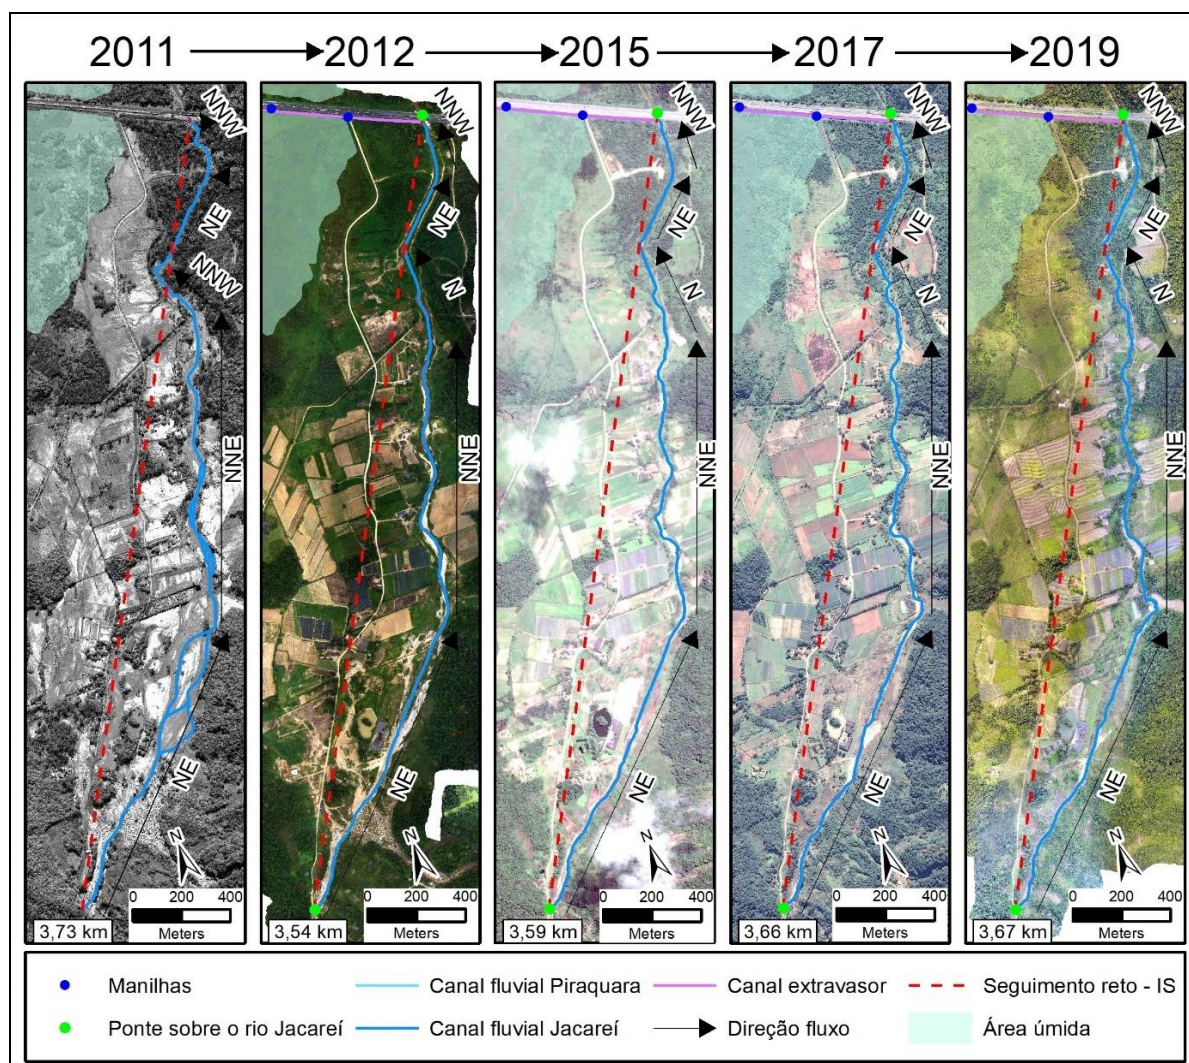 2011 2012 2015 2017 2019
NNW NNW NNW NNW NNW
NE NE NE NE NE
NNW N N N N
NNE NNE NNE NNE NNE
NE NE NE NE NE
N N N N N
0 200 400 0 200 400 0 200 400 0 200 400 0 200 400
3,73 km Meters 3,54 km Meters 3,59 km Meters 3,66 km Meters 3,67 km Meters
Manilhas Canal fluvial Piraquara Canal extravasor Seguimento reto - IS
Ponte sobre o rio Jacareí Canal fluvial Jacareí Direção fluxo Área úmida